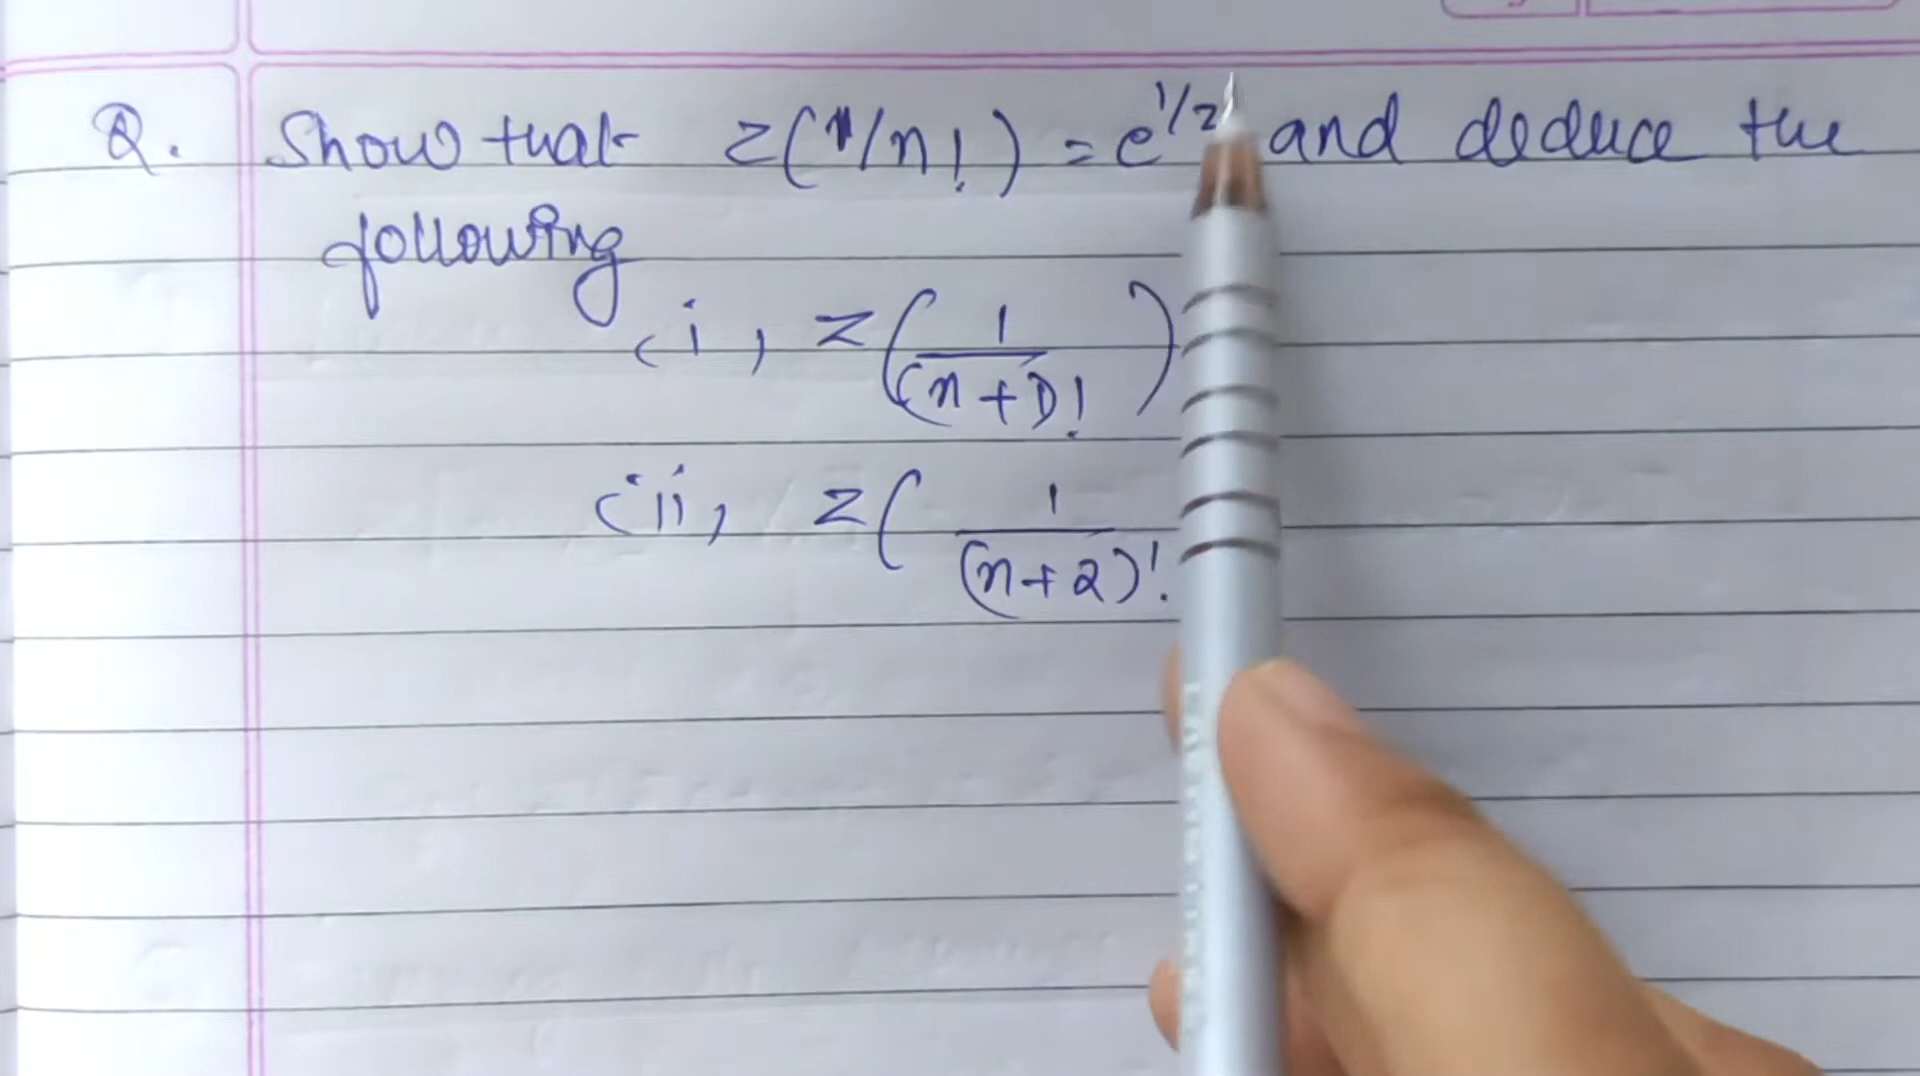 Q. Show that z(1/n!) = e^1/z and deduce the
following
(i) z(1/(n+1)!)
(ii) z(1/(n+2)!